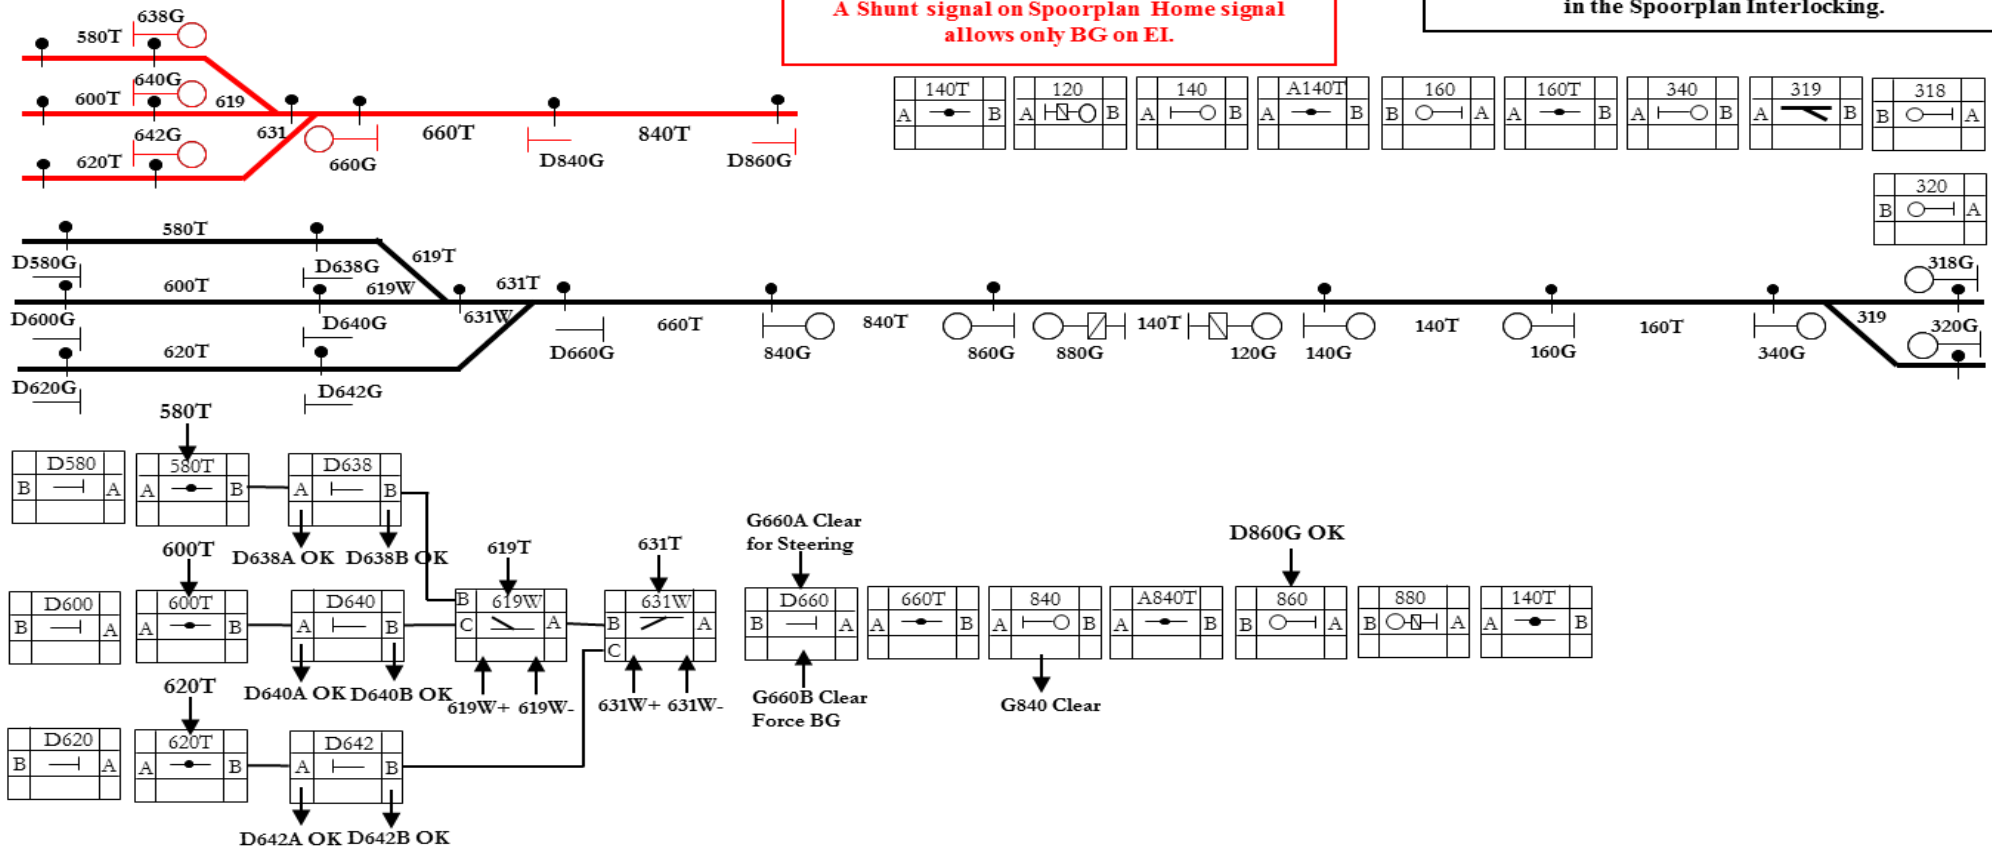 A Shunt signal on Spoorplan Home signal
allows only BG on EI.
in the Spoorplan Interlocking.
638G
580T
640G
600T
619
642G
631
620T
660G
660T
D840G
840T
D860G
140T
A B
120
A B
140
A B
A140T
A B
160
B A
160T
A B
340
A B
319
A B
318
B A
320
B A
580T
D580G
D638G
619T
600T
619W
631T
318G
D600G
D640G
631W
660T
840T
140T
140T
160T
319
320G
620T
D660G
840G
860G
880G
120G
140G
160G
340G
D620G
D642G
580T
D580
B A
580T
A B
D638
A B
D638A OK
D638B OK
600T
619T
631T
G660A Clear
for Steering
D860G OK
D600
B A
600T
A B
D640
A B
619W
B
C A
631W
B A
C
D660
B A
660T
A B
840
A B
A840T
A B
860
B A
880
B A
140T
A B
D640A OK
D640B OK
619W+
619W-
631W+
631W-
G660B Clear
Force BG
G840 Clear
620T
D620
B A
620T
A B
D642
A B
D642A OK
D642B OK